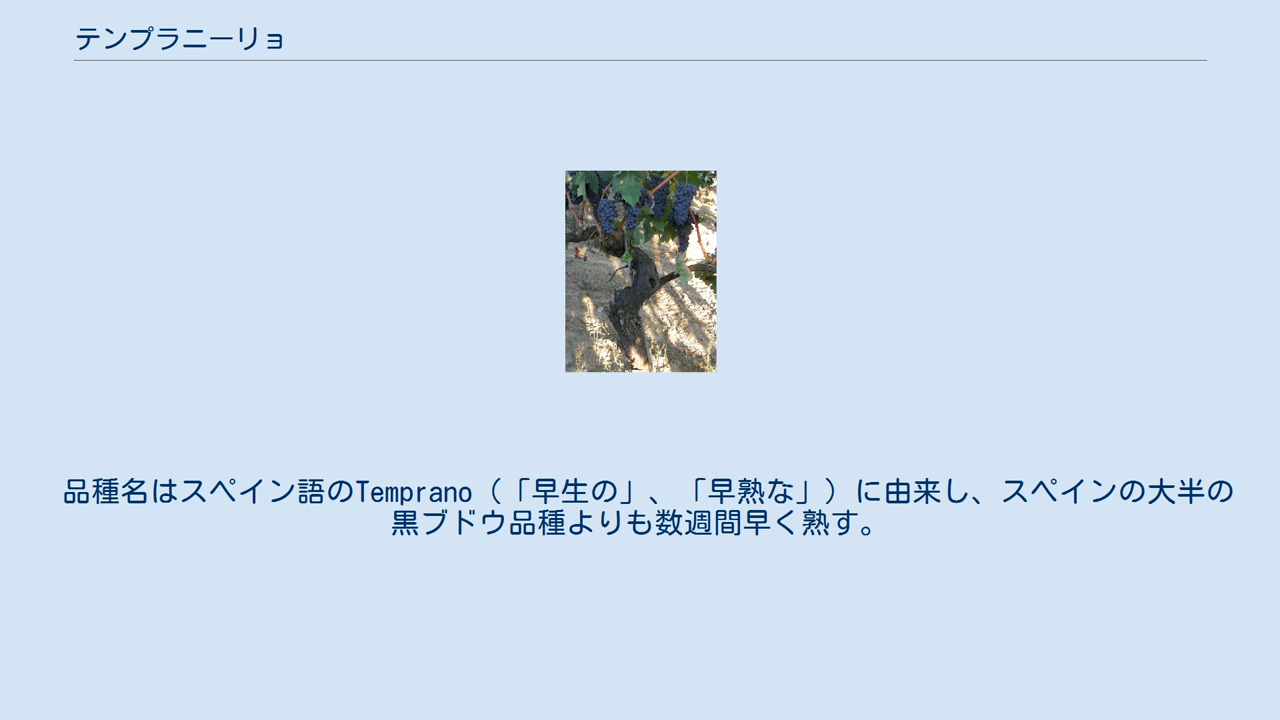 テンプラニーリョ
品種名はスペイン語のTemprano（「早生の」、「早熟な」）に由来し、スペインの大半の
黒ブドウ品種よりも数週間早く熟す。